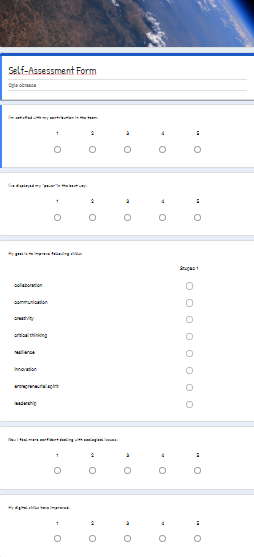 Self-Assessment Form
Opis obrazca
I'm satisfied with my contribution in the team.
1 2 3 4 5
I've displayed my "power" in the best way.
1 2 3 4 5
My goal is to improve following skills:
Stupac 1
collaboration
communication
creativity
critical thinking
resilience
innovation
entrepreneurial spirit
leadership
Now I feel more confident dealing with ecological issues.
1 2 3 4 5
My digital skills have improved.
1 2 3 4 5